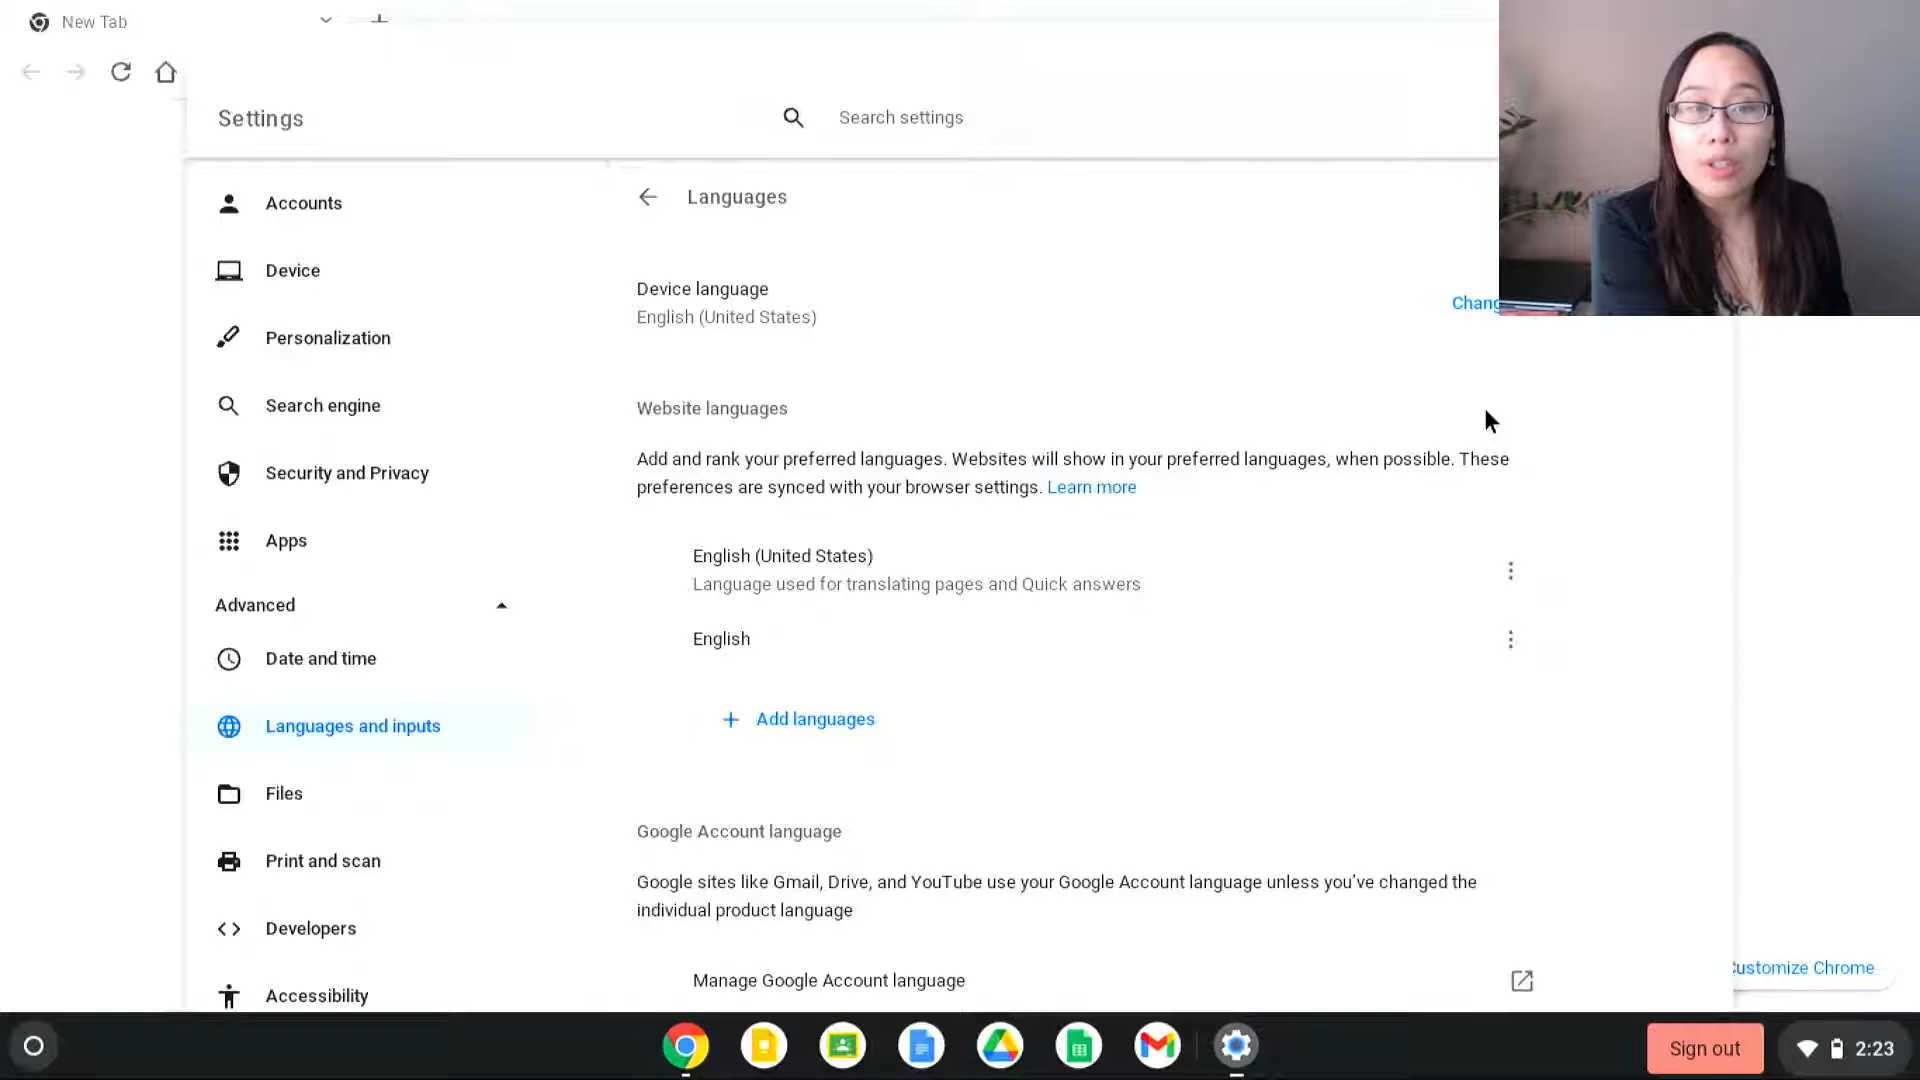 New Tab
Settings
Search settings
Accounts
Device
Personalization
Search engine
Security and Privacy
Apps
Advanced
Date and time
Languages and inputs
Files
Print and scan
Developers
Accessibility
Languages
Device language
English (United States)
Chang
Website languages
Add and rank your preferred languages. Websites will show in your preferred languages, when possible. These
preferences are synced with your browser settings. Learn more
English (United States)
Language used for translating pages and Quick answers
English
+ Add languages
Google Account language
Google sites like Gmail, Drive, and YouTube use your Google Account language unless you've changed the
individual product language
Manage Google Account language
ustomize Chrome
Sign out
2:23